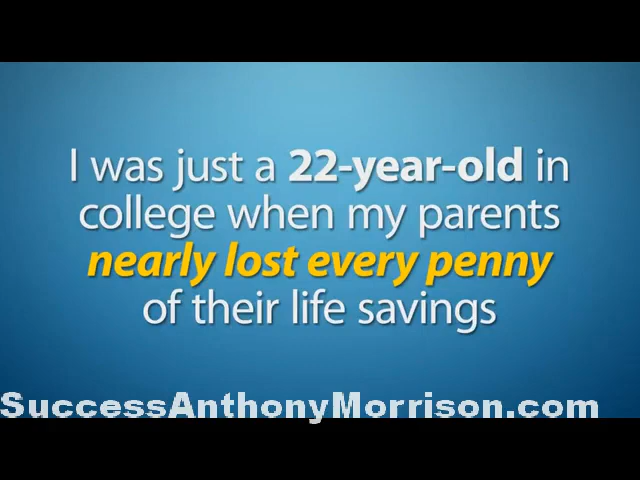 I was just a 22-year-old in
college when my parents
nearly lost every penny
of their life savings
SuccessAnthonyMorrison.com